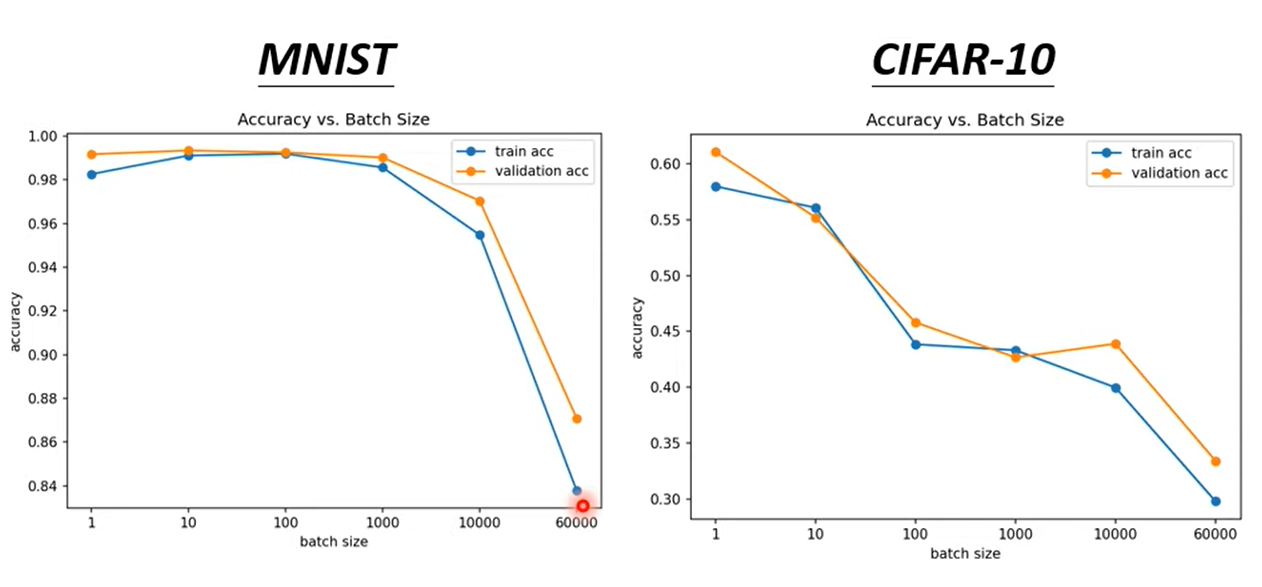 MNIST
Accuracy vs. Batch Size
train acc
validation acc
1.00
0.98
0.96
0.94
0.92
0.90
0.88
0.86
0.84
accuracy
1 10 100 1000 10000 60000
batch size
CIFAR-10
Accuracy vs. Batch Size
train acc
validation acc
0.60
0.55
0.50
0.45
0.40
0.35
0.30
accuracy
1 10 100 1000 10000 60000
batch size